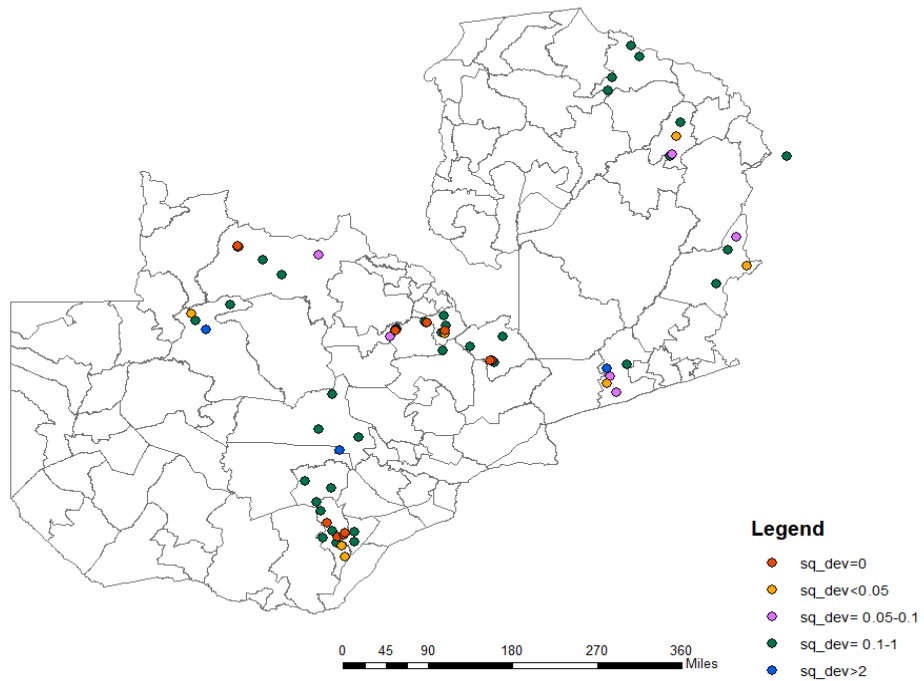 Legend
sq_dev=0
sq_dev<0.05
sq_dev= 0.05-0.1
sq_dev= 0.1-1
sq_dev>2
0 45 90 180 270 360
Miles